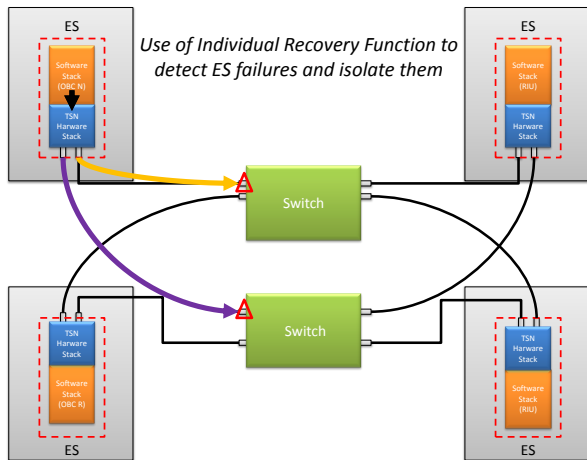 ES
Use of Individual Recovery Function to
detect ES failures and isolate them
ES
Software
Stack
(OBC N)
TSN
Harware
Stack
Software
Stack
(RIU)
TSN
Harware
Stack
Switch
Switch
TSN
Harware
Stack
Software
Stack
(OBC R)
ES
TSN
Harware
Stack
Software
Stack
(RIU)
ES